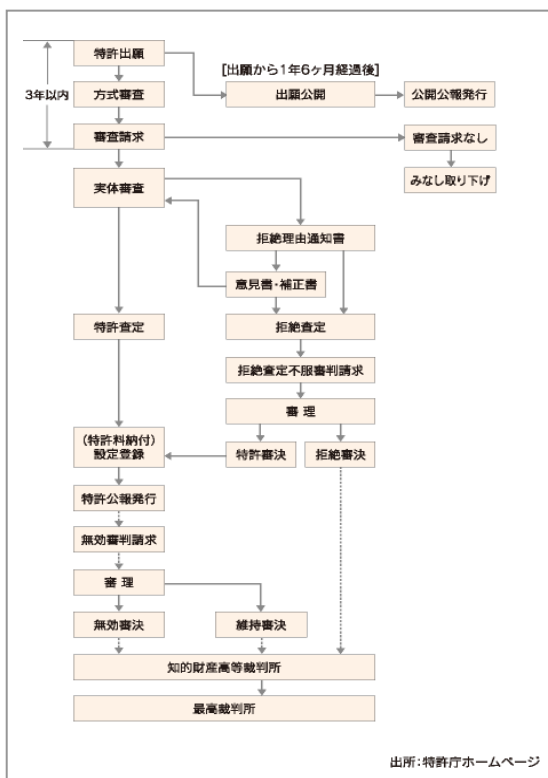 特許出願
[出願から1年6ヶ月経過後]
3年以内
方式審査
出願公開
公開公報発行
審査請求
審査請求なし
実体審査
みなし取り下げ
拒絶理由通知書
意見書・補正書
特許査定
拒絶査定
拒絶査定不服審判請求
審 理
(特許料納付)
設定登録
特許審決
拒絶審決
特許公報発行
無効審判請求
審 理
無効審決
維持審決
知的財産高等裁判所
最高裁判所
出所:特許庁ホームページ